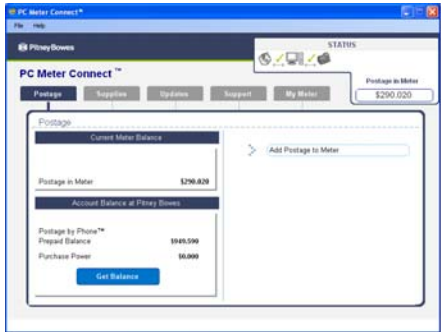 PC Meter Connect™
File Help
Pitney Bowes
STATUS
PC Meter Connect ™
Postage in Meter
$290.020
Postage Supplies Updates Support My Meter
Postage
Current Meter Balance
Postage in Meter $290.020
Add Postage to Meter
Account Balance at Pitney Bowes
Postage by Phone™
Prepaid Balance $949.590
Purchase Power $0.000
Get Balance